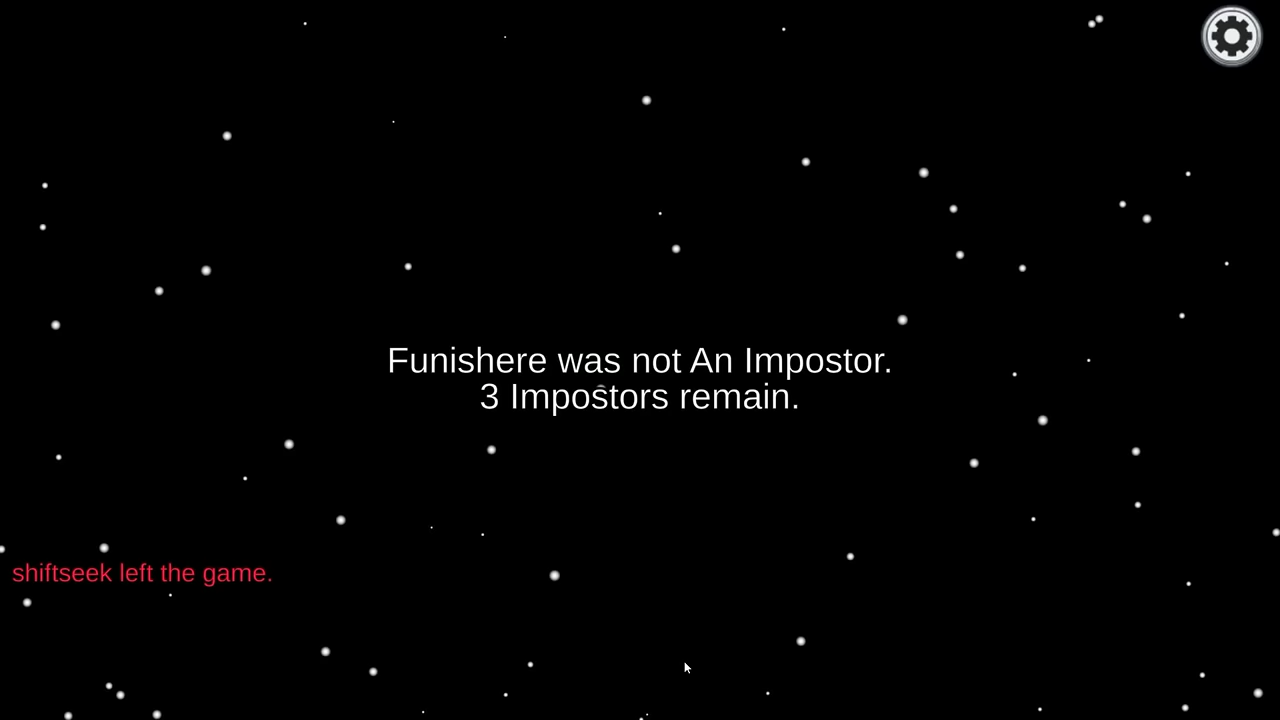 Funishere was not An Impostor.
3 Impostors remain.
shiftseek left the game.